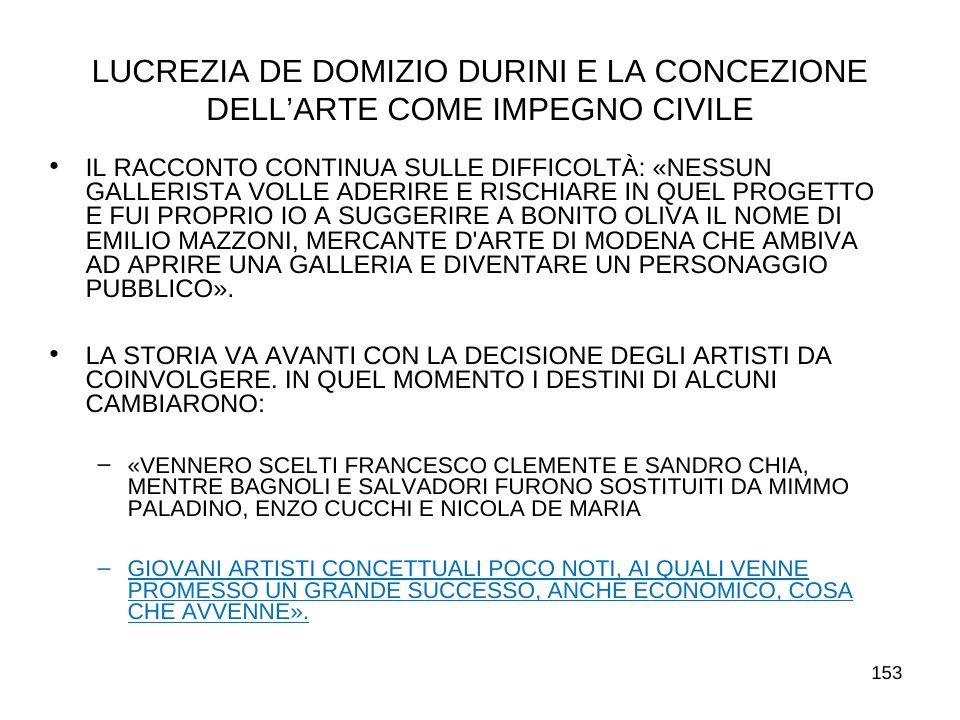 LUCREZIA DE DOMIZIO DURINI E LA CONCEZIONE
DELL’ARTE COME IMPEGNO CIVILE
• IL RACCONTO CONTINUA SULLE DIFFICOLTÀ: «NESSUN
GALLERISTA VOLLE ADERIRE E RISCHIARE IN QUEL PROGETTO
E FUI PROPRIO IO A SUGGERIRE A BONITO OLIVA IL NOME DI
EMILIO MAZZONI, MERCANTE D'ARTE DI MODENA CHE AMBIVA
AD APRIRE UNA GALLERIA E DIVENTARE UN PERSONAGGIO
PUBBLICO».
• LA STORIA VA AVANTI CON LA DECISIONE DEGLI ARTISTI DA
COINVOLGERE. IN QUEL MOMENTO I DESTINI DI ALCUNI
CAMBIARONO:
– «VENNERO SCELTI FRANCESCO CLEMENTE E SANDRO CHIA,
MENTRE BAGNOLI E SALVADORI FURONO SOSTITUITI DA MIMMO
PALADINO, ENZO CUCCHI E NICOLA DE MARIA
– GIOVANI ARTISTI CONCETTUALI POCO NOTI, AI QUALI VENNE
PROMESSO UN GRANDE SUCCESSO, ANCHE ECONOMICO, COSA
CHE AVVENNE».
153